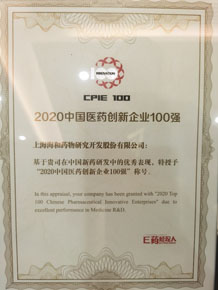 INNOVATION
CPIE 100
2020中国医药创新企业100强
上海海和药物研究开发股份有限公司：
基于贵司在中国新药研发中的优秀表现，特授予
“2020中国医药创新企业100强”称号。
In this appraisal, your company has been granted with "2020 Top
100 Chinese Pharmaceutical Innovative Enterprises" due to
excellent performance in Medicine R&D.
E药经理人